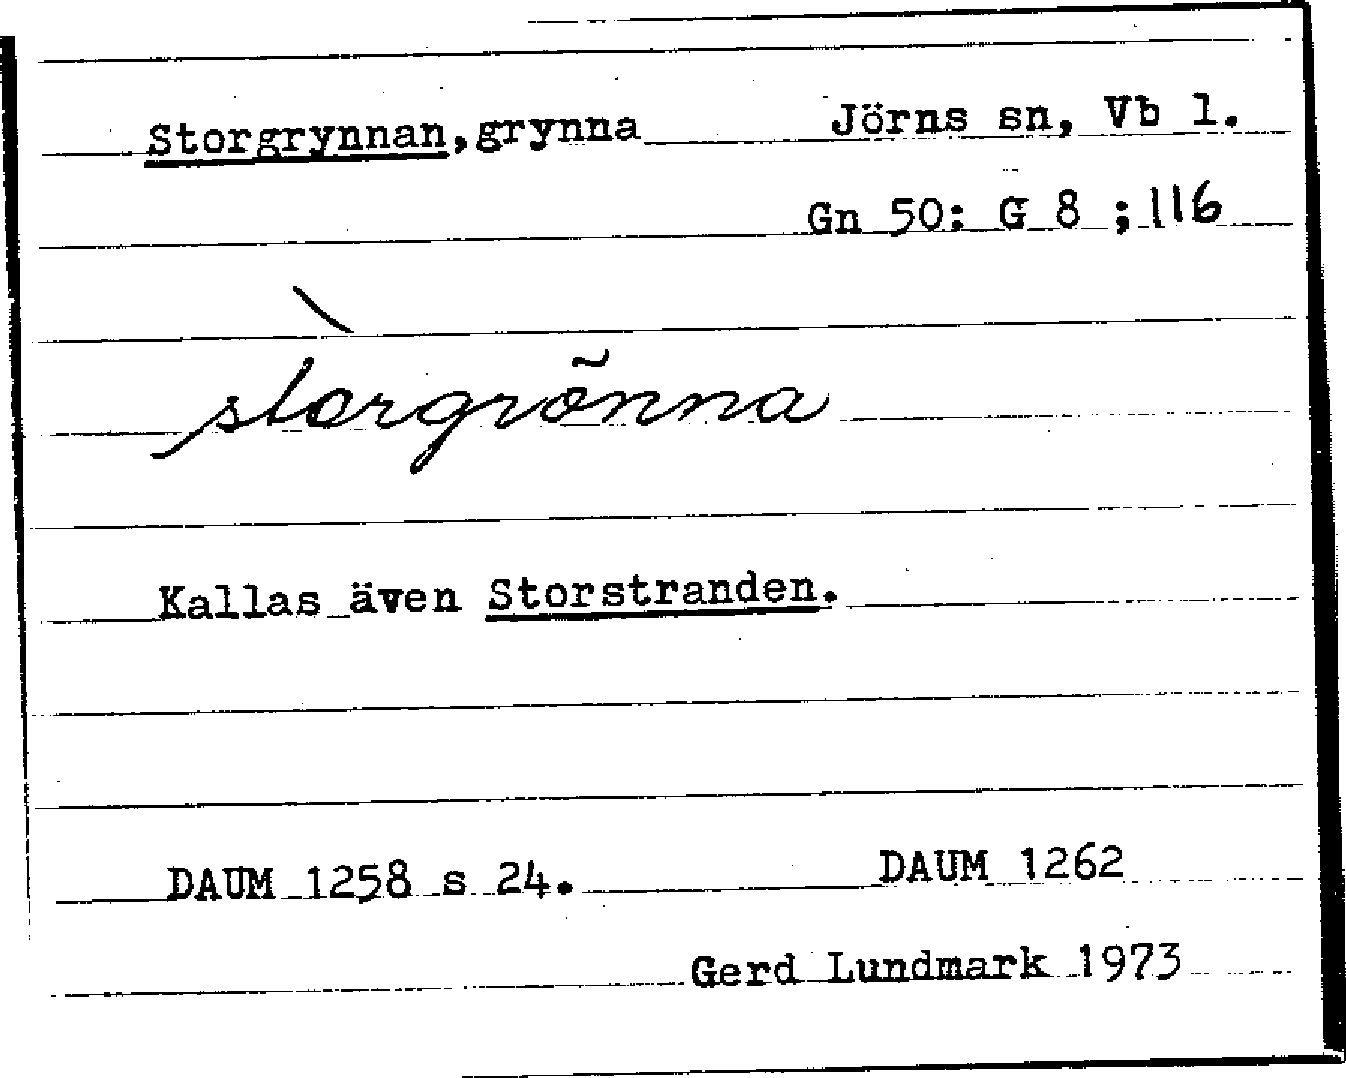 Storgrynnan, grynna Jörns sn, Vb l.
Gn 50: G 8 ; 116
stòrgrõnna
Kallas även Storstranden.
DAUM 1258 s 24. DAUM 1262
Gerd Lundmark 1973